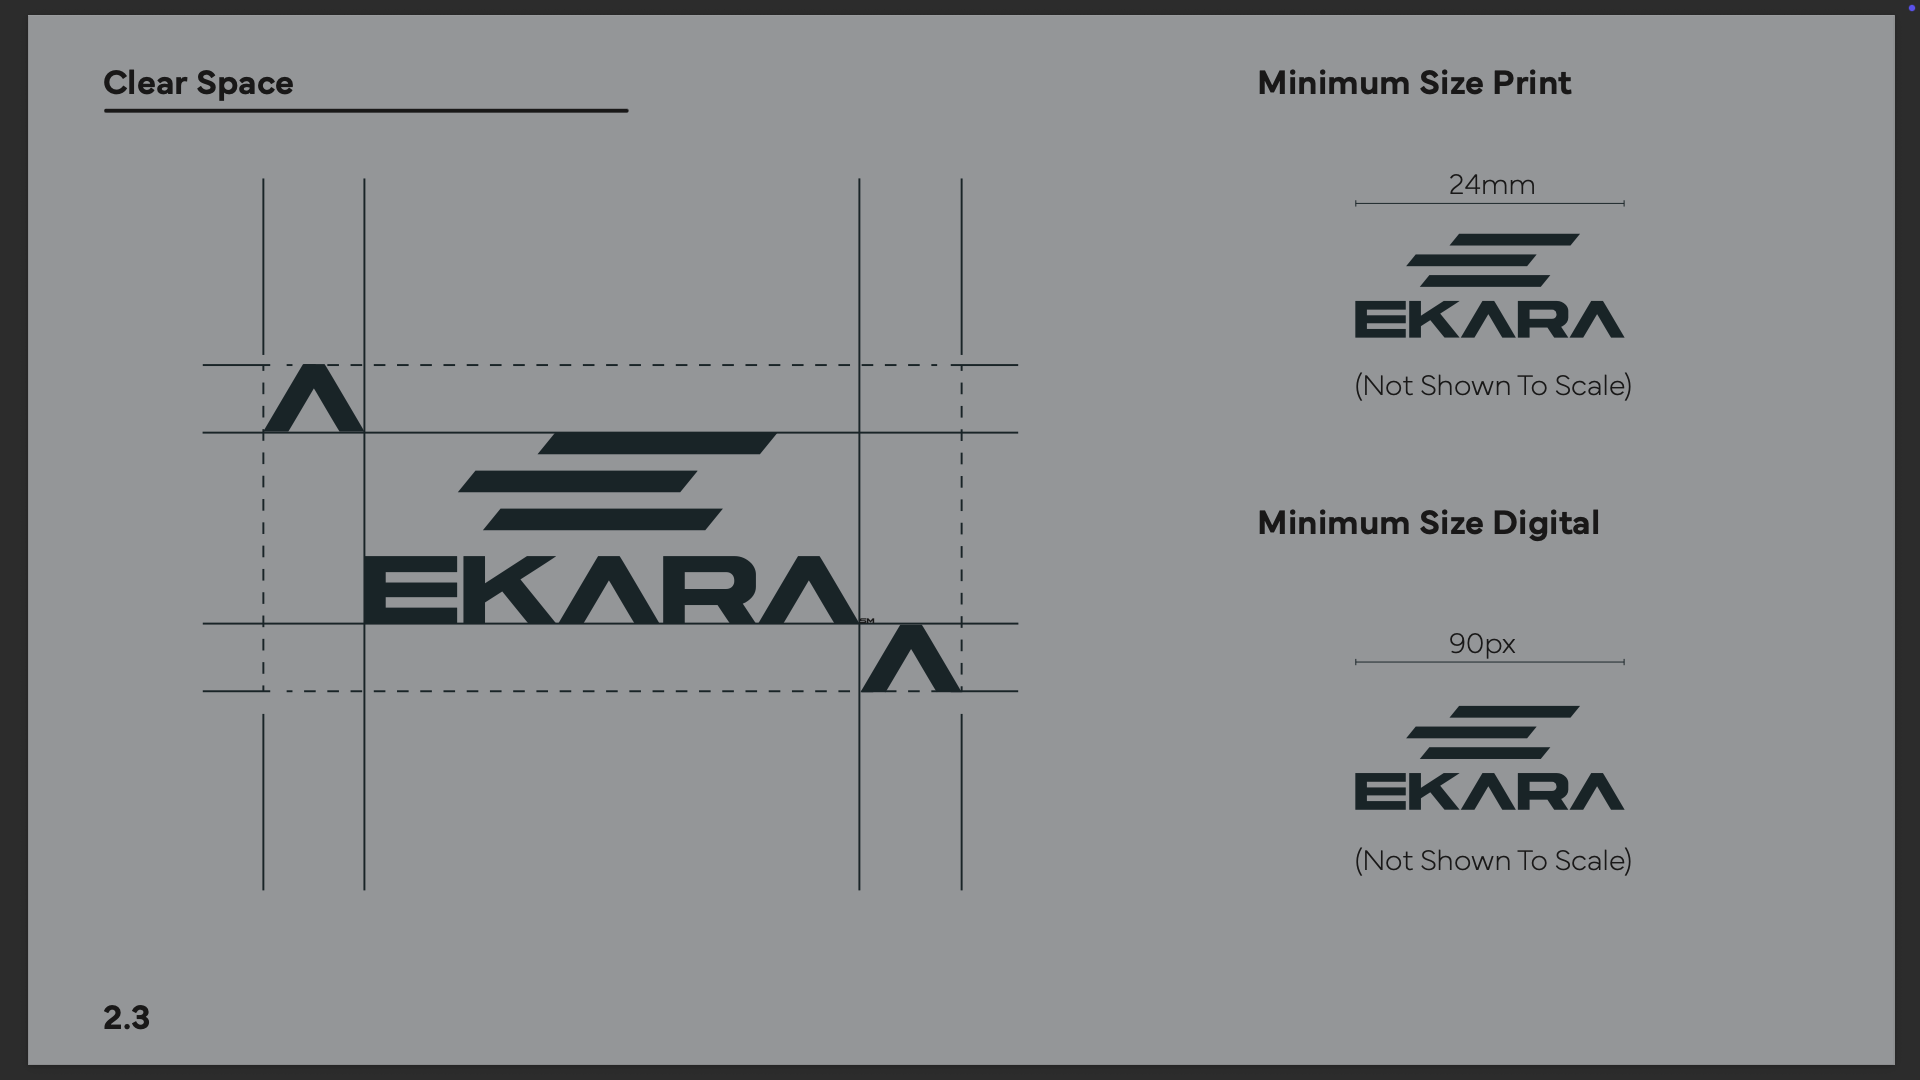 Clear Space
EKARA
SM
2.3
Minimum Size Print
24mm
EKARA
(Not Shown To Scale)
Minimum Size Digital
90px
EKARA
(Not Shown To Scale)